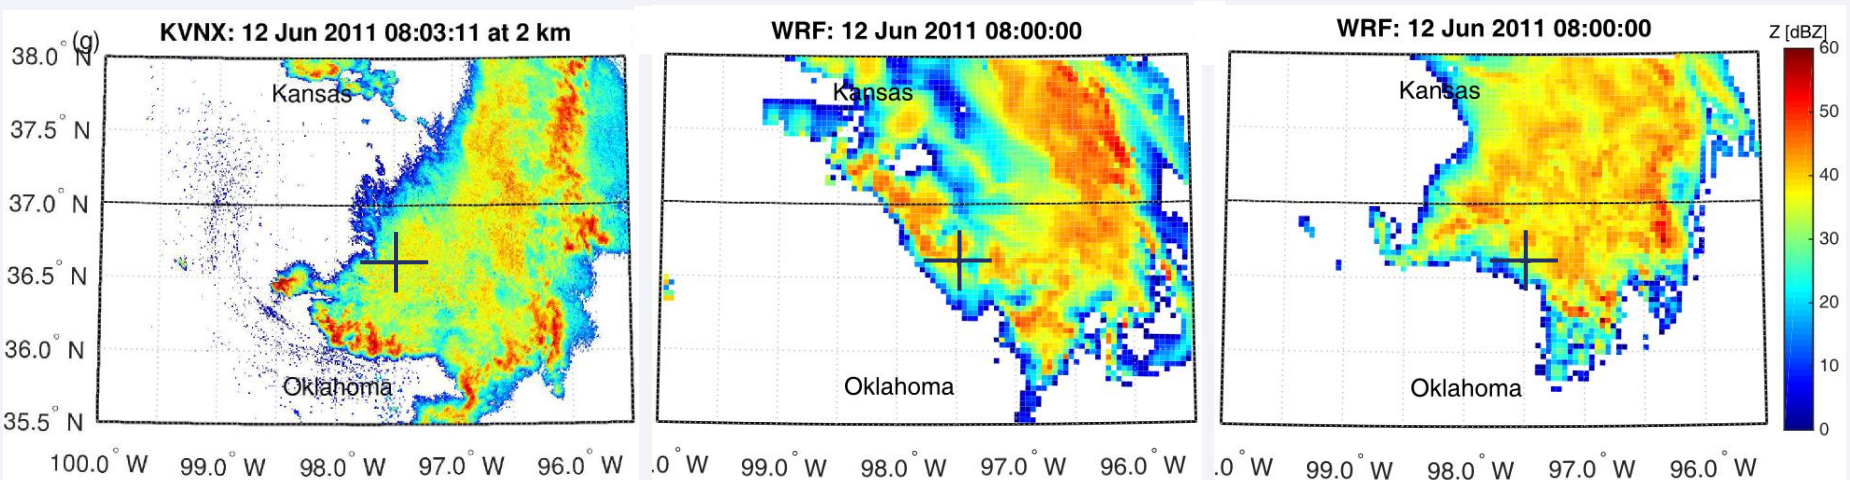 KVNX: 12 Jun 2011 08:03:11 at 2 km
WRF: 12 Jun 2011 08:00:00
WRF: 12 Jun 2011 08:00:00
Z [dBZ]
(g)
38.0° N
37.5° N
37.0° N
36.5° N
36.0° N
35.5° N
Kansas
Oklahoma
100.0° W 99.0° W 98.0° W 97.0° W 96.0° W
Kansas
Oklahoma
.0° W 99.0° W 98.0° W 97.0° W 96.0° W
Kansas
Oklahoma
.0° W 99.0° W 98.0° W 97.0° W 96.0° W
60
50
40
30
20
10
0